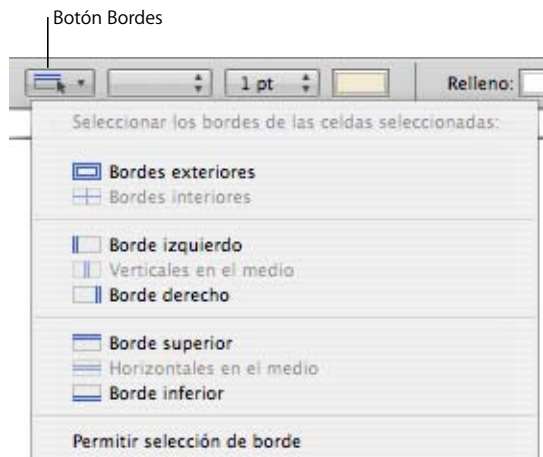 Botón Bordes
1 pt
Relleno:
Seleccionar los bordes de las celdas seleccionadas:
Bordes exteriores
Bordes interiores
Borde izquierdo
Verticales en el medio
Borde derecho
Borde superior
Horizontales en el medio
Borde inferior
Permitir selección de borde